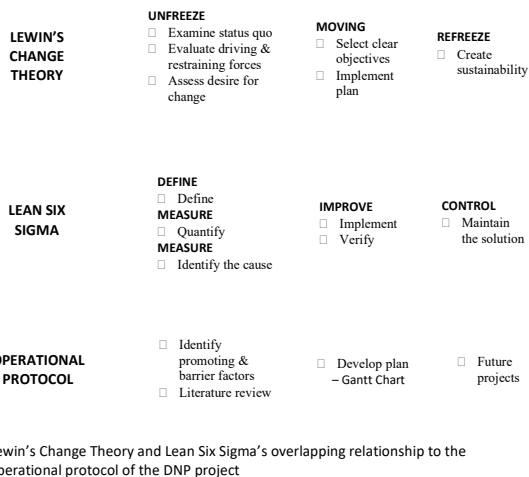 LEWIN'S
CHANGE
THEORY
UNFREEZE
☐ Examine status quo
☐ Evaluate driving &
restraining forces
☐ Assess desire for
change
MOVING
☐ Select clear
objectives
☐ Implement
plan
REFREEZE
☐ Create
sustainability
LEAN SIX
SIGMA
DEFINE
☐ Define
MEASURE
☐ Quantify
MEASURE
☐ Identify the cause
IMPROVE
☐ Implement
☐ Verify
CONTROL
☐ Maintain
the solution
OPERATIONAL
PROTOCOL
☐ Identify
promoting &
barrier factors
☐ Literature review
☐ Develop plan
– Gantt Chart
☐ Future
projects
ewin's Change Theory and Lean Six Sigma's overlapping relationship to the
perational protocol of the DNP project